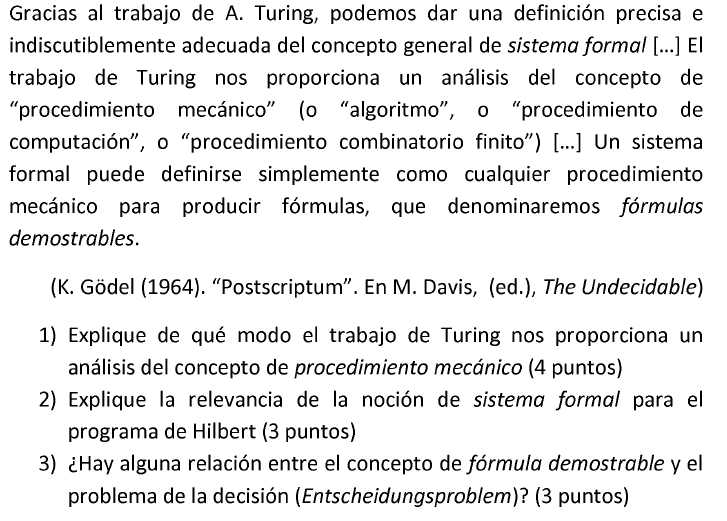 Gracias al trabajo de A. Turing, podemos dar una definición precisa e
indiscutiblemente adecuada del concepto general de sistema formal [...] El
trabajo de Turing nos proporciona un análisis del concepto de
“procedimiento mecánico” (o “algoritmo”, o “procedimiento de
computación”, o “procedimiento combinatorio finito”) [...] Un sistema
formal puede definirse simplemente como cualquier procedimiento
mecánico para producir fórmulas, que denominaremos fórmulas
demostrables.
(K. Gödel (1964). “Postscriptum”. En M. Davis, (ed.), The Undecidable)
1) Explique de qué modo el trabajo de Turing nos proporciona un
análisis del concepto de procedimiento mecánico (4 puntos)
2) Explique la relevancia de la noción de sistema formal para el
programa de Hilbert (3 puntos)
3) ¿Hay alguna relación entre el concepto de fórmula demostrable y el
problema de la decisión (Entscheidungsproblem)? (3 puntos)